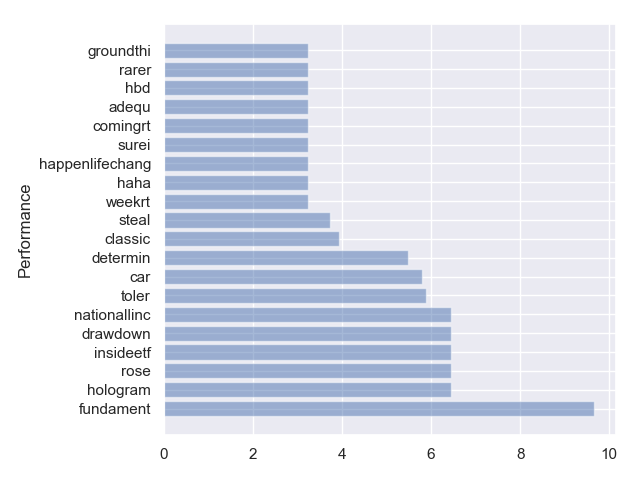 groundthi
rarer
hbd
adequ
comingrt
surei
happenlifechang
haha
weekrt
steal
classic
determin
car
toler
nationallinc
drawdown
insideetf
rose
hologram
fundament
Performance
0 2 4 6 8 10